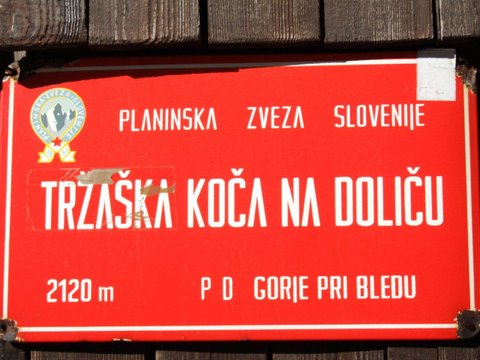 PLANINSKA ZVEZA SLOVENIJE
TRŽAŠKA KOČA NA DOLIČU
2120 m P D GORJE PRI BLEDU